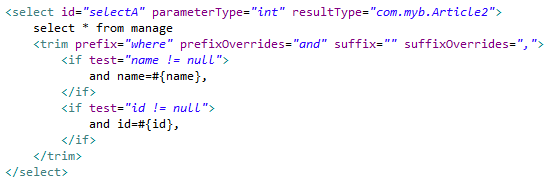 <select id="selectA" parameterType="int" resultType="com.myb.Article2">
    select * from manage
    <trim prefix="where" prefixOverrides="and" suffix="" suffixOverrides=",">
        <if test="name != null">
            and name=#{name},
        </if>
        <if test="id != null">
            and id=#{id},
        </if>
    </trim>
</select>